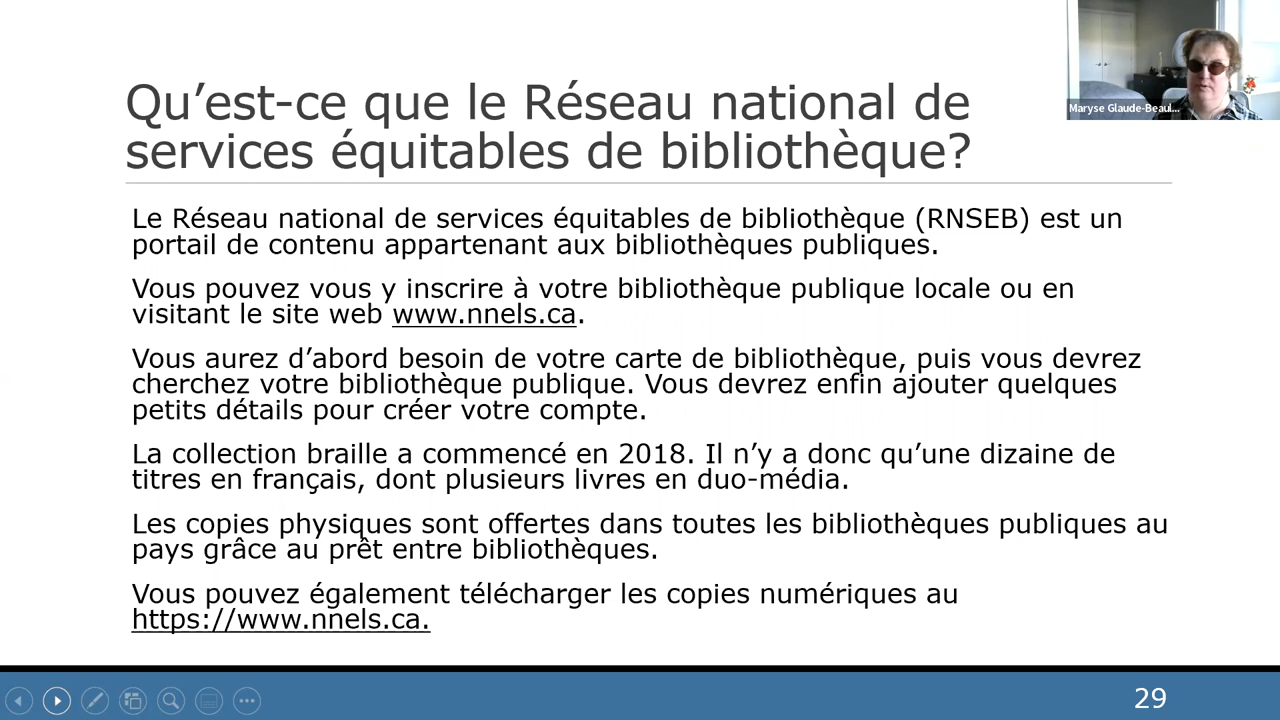 Maryse Glaude-Beaul...
Qu’est-ce que le Réseau national de
services équitables de bibliothèque?
Le Réseau national de services équitables de bibliothèque (RNSEB) est un
portail de contenu appartenant aux bibliothèques publiques.
Vous pouvez vous y inscrire à votre bibliothèque publique locale ou en
visitant le site web www.nnels.ca.
Vous aurez d’abord besoin de votre carte de bibliothèque, puis vous devrez
cherchez votre bibliothèque publique. Vous devrez enfin ajouter quelques
petits détails pour créer votre compte.
La collection braille a commencé en 2018. Il n’y a donc qu’une dizaine de
titres en français, dont plusieurs livres en duo-média.
Les copies physiques sont offertes dans toutes les bibliothèques publiques au
pays grâce au prêt entre bibliothèques.
Vous pouvez également télécharger les copies numériques au
https://www.nnels.ca.
29